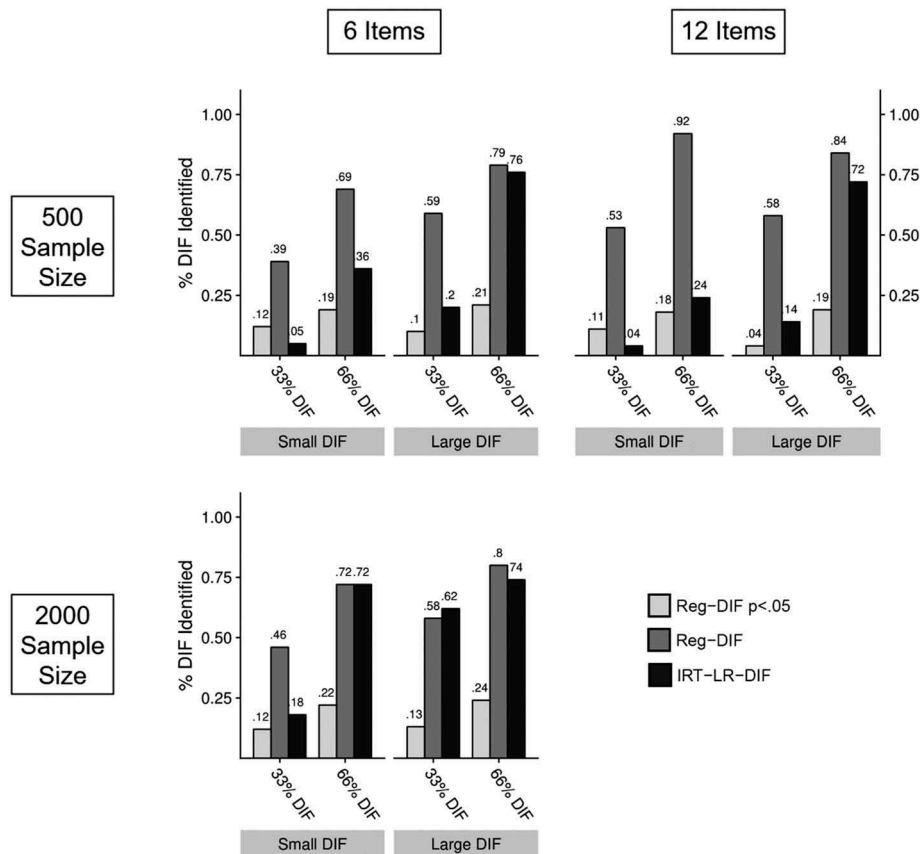 6 Items
12 Items
500
Sample
Size
% DIF Identified
1.00
0.75
0.50
0.25
.12
.39
.05
.19
.69
.36
.1
.59
.2
.21
.79
.76
33% DIF
66% DIF
33% DIF
66% DIF
Small DIF
Large DIF
.11
.53
.04
.18
.92
.24
.04
.58
.14
.19
.84
.72
1.00
0.75
0.50
0.25
33% DIF
66% DIF
33% DIF
66% DIF
Small DIF
Large DIF
2000
Sample
Size
% DIF Identified
1.00
0.75
0.50
0.25
.12
.46
.18
.22
.72
.72
.13
.58
.62
.24
.8
.74
33% DIF
66% DIF
33% DIF
66% DIF
Small DIF
Large DIF
Reg−DIF p<.05
Reg−DIF
IRT−LR−DIF